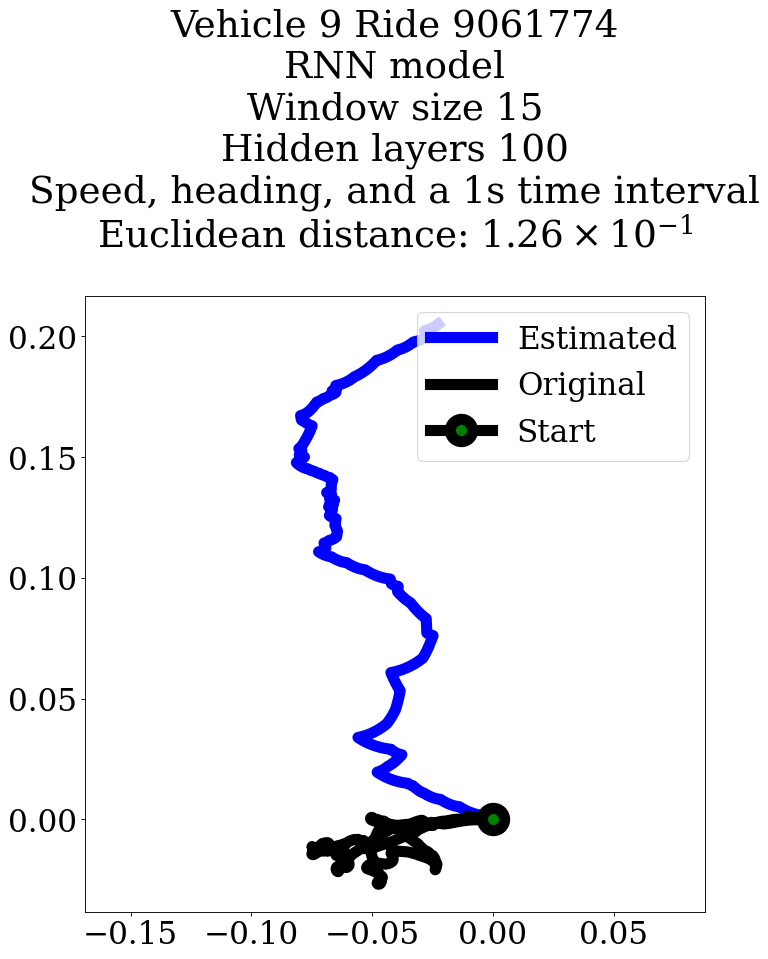 Vehicle 9 Ride 9061774
RNN model
Window size 15
Hidden layers 100
Speed, heading, and a 1s time interval
Euclidean distance: 1.26 × 10⁻¹
Estimated
Original
Start
0.20
0.15
0.10
0.05
0.00
−0.15 −0.10 −0.05 0.00 0.05